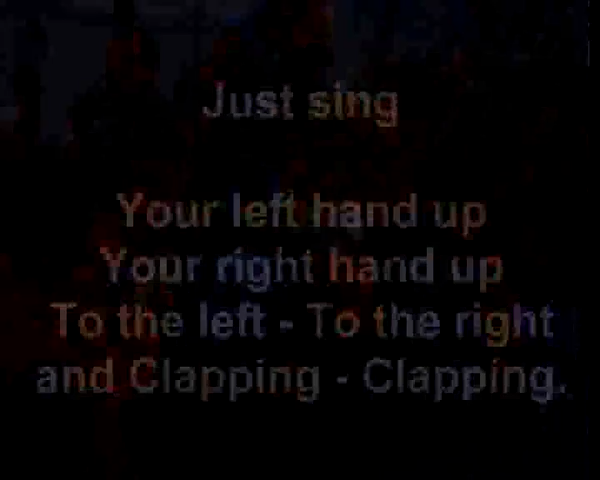 Just sing
Your left hand up
Your right hand up
To the left - To the right
and Clapping - Clapping.